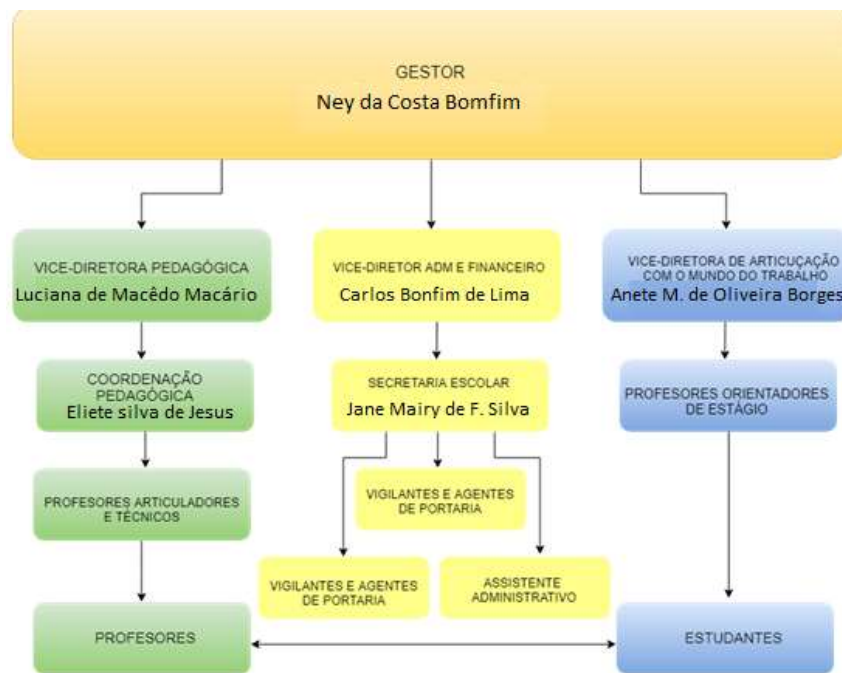 GESTOR
Ney da Costa Bomfim
VICE-DIRETORA PEDAGÓGICA
Luciana de Macêdo Macário
VICE-DIRETOR ADM E FINANCEIRO
Carlos Bonfim de Lima
VICE-DIRETORA DE ARTICUÇAÇÃO
COM O MUNDO DO TRABALHO
Anete M. de Oliveira Borges
COORDENAÇÃO
PEDAGÓGICA
Eliete silva de Jesus
SECRETARIA ESCOLAR
Jane Mairy de F. Silva
PROFESORES ORIENTADORES
DE ESTÁGIO
PROFESORES ARTICULADORES
E TÉCNICOS
VIGILANTES E AGENTES
DE PORTARIA
VIGILANTES E AGENTES
DE PORTARIA
ASSISTENTE
ADMINISTRATIVO
PROFESORES
ESTUDANTES